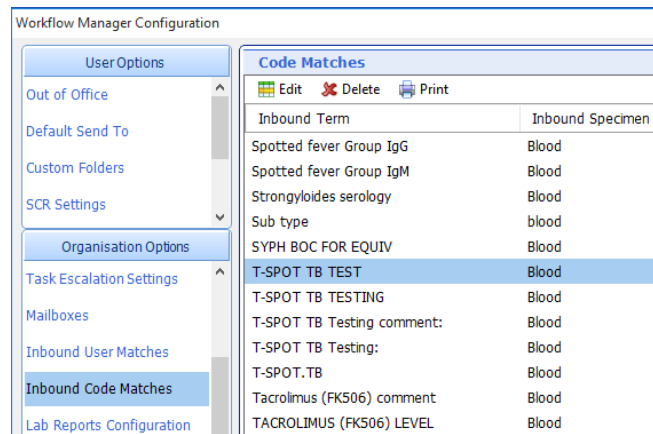 Workflow Manager Configuration
User Options
Out of Office
Default Send To
Custom Folders
SCR Settings
Organisation Options
Task Escalation Settings
Mailboxes
Inbound User Matches
Inbound Code Matches
Lab Reports Configuration
Code Matches
Edit Delete Print
Inbound Term Inbound Specimen
Spotted fever Group IgG Blood
Spotted fever Group IgM Blood
Strongyloides serology Blood
Sub type blood
SYPH BOC FOR EQUIV Blood
T-SPOT TB TEST Blood
T-SPOT TB TESTING Blood
T-SPOT TB Testing comment: Blood
T-SPOT TB Testing: Blood
T-SPOT.TB Blood
Tacrolimus (FK506) comment Blood
TACROLIMUS (FK506) LEVEL Blood